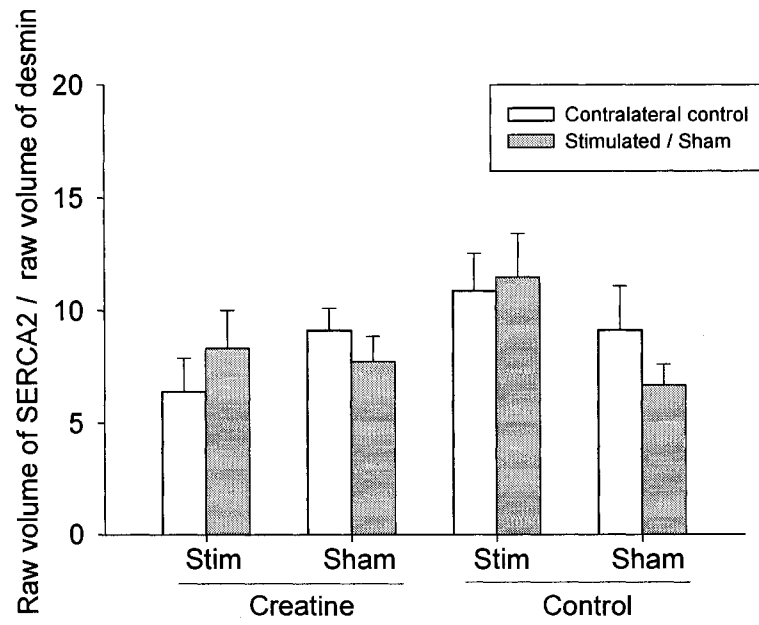 Raw volume of SERCA2 / raw volume of desmin
20
15
10
5
0
Contralateral control
Stimulated / Sham
Stim Sham Stim Sham
Creatine Control